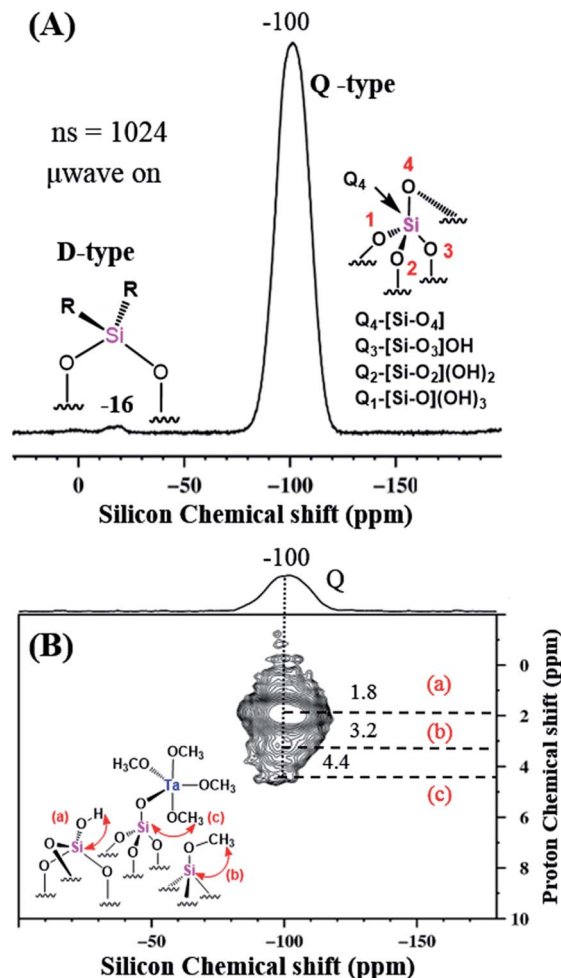 (A)
-100
Q -type
ns = 1024
μwave on
D-type
R
R
Si
O
O
-16
Q4
4
O
Si
1
O
O
2
O
3
Q4-[Si-O4]
Q3-[Si-O3]OH
Q2-[Si-O2](OH)2
Q1-[Si-O](OH)3
0
−50
−100
−150
Silicon Chemical shift (ppm)
-100
Q
(B)
1.8
(a)
3.2
(b)
4.4
(c)
OCH3
H3CO
Ta
OCH3
OCH3
O
(a)
O
H
Si
O
O
O
Si
(c)
O
O
O
O
CH3
Si
(b)
0
2
4
6
8
10
Proton Chemical shift (ppm)
−50
−100
−150
Silicon Chemical shift (ppm)